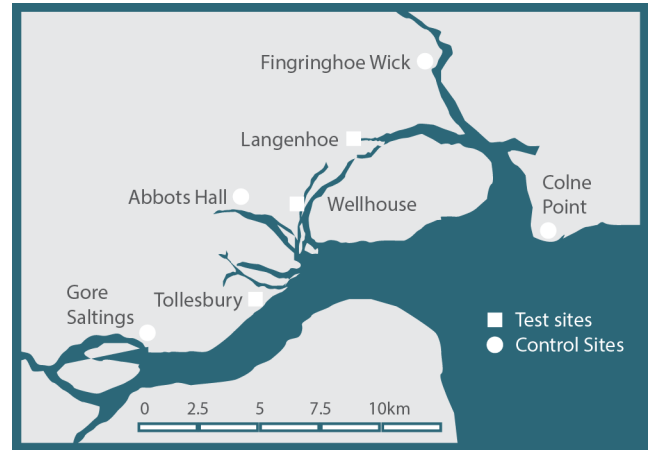 Fingringhoe Wick
Langenhoe
Abbots Hall
Wellhouse
Colne
Point
Gore
Saltings
Tollesbury
Test sites
Control Sites
0 2.5 5 7.5 10km